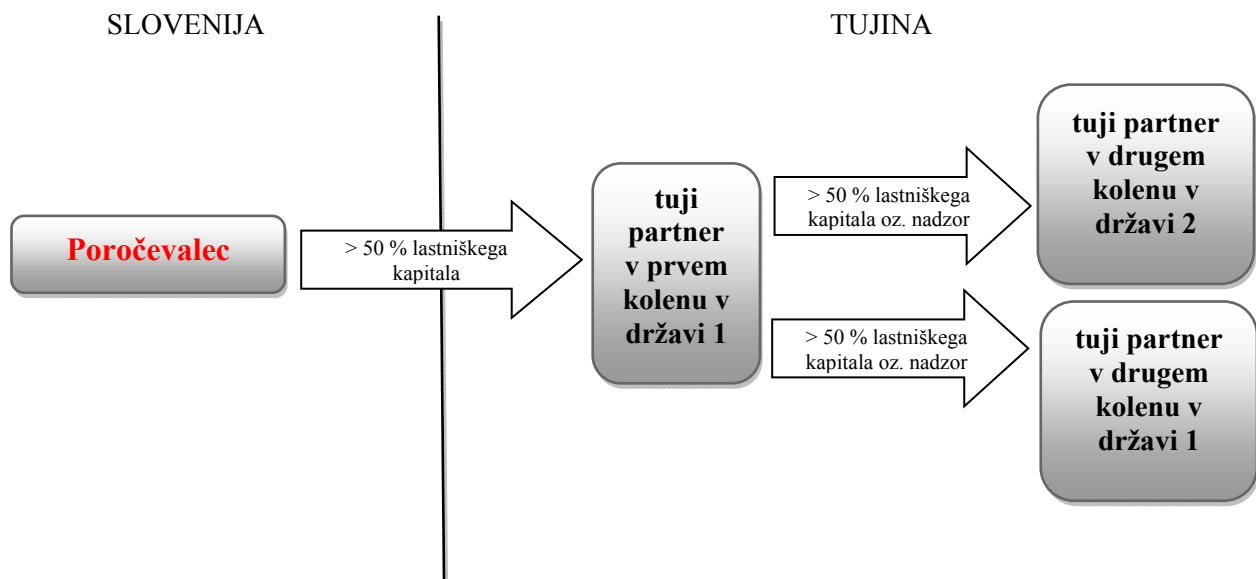 SLOVENIJA
TUJINA
Poročevalec
> 50 % lastniškega
kapitala
tuji
partner
v prvem
kolenu v
državi 1
> 50 % lastniškega
kapitala oz. nadzor
tuji partner
v drugem
kolenu v
državi 2
> 50 % lastniškega
kapitala oz. nadzor
tuji partner
v drugem
kolenu v
državi 1